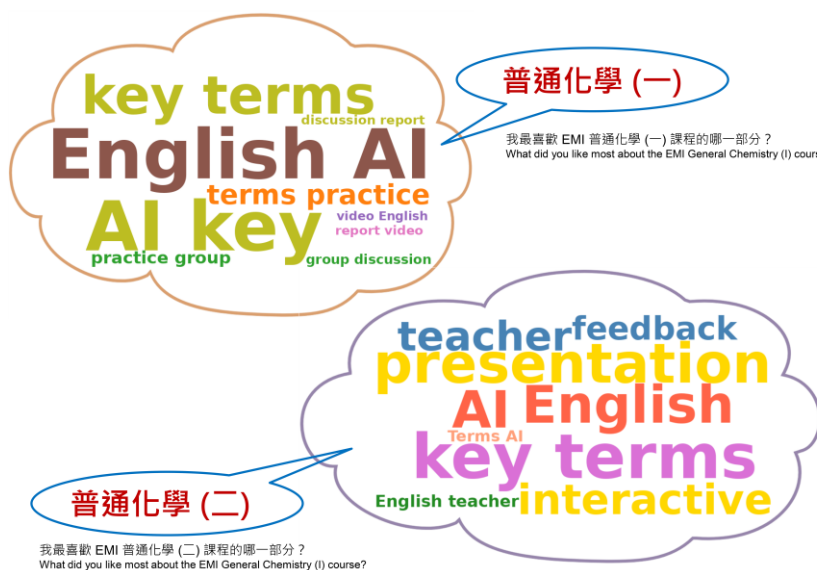 key terms
discussion report
English AI
terms practice
AI key
video English
report video
practice group
group discussion
普通化學 (一)
我最喜歡 EMI 普通化學 (一) 課程的哪一部分？
What did you like most about the EMI General Chemistry (I) cours
teacher
feedback
presentation
AI
English
Terms AI
key terms
English teacher
interactive
普通化學 (二)
我最喜歡 EMI 普通化學 (二) 課程的哪一部分？
What did you like most about the EMI General Chemistry (I) course?